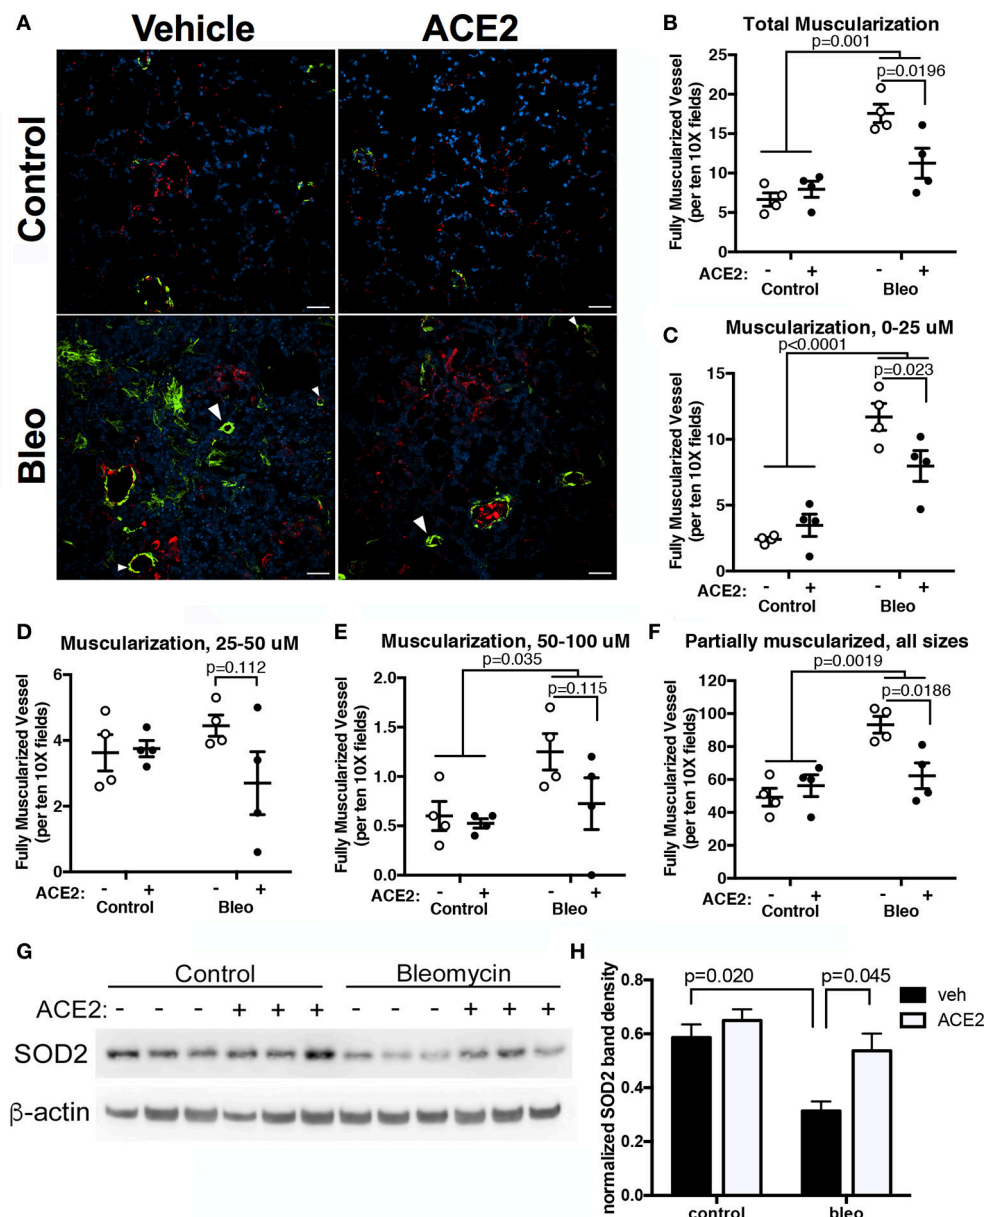 A
Vehicle
ACE2
Control
Bleo
B
Total Muscularization
p=0.001
p=0.0196
Fully Muscularized Vessel
(per ten 10X fields)
25
20
15
10
5
0
ACE2: - + - +
Control Bleo
C
Muscularization, 0-25 uM
p<0.0001
p=0.023
Fully Muscularized Vessel
(per ten 10X fields)
15
10
5
0
ACE2: - + - +
Control Bleo
D
Muscularization, 25-50 uM
p=0.112
Fully Muscularized Vessel
(per ten 10X fields)
6
4
2
0
ACE2: - + - +
Control Bleo
E
Muscularization, 50-100 uM
p=0.035
p=0.115
Fully Muscularized Vessel
(per ten 10X fields)
2.0
1.5
1.0
0.5
0.0
ACE2: - + - +
Control Bleo
F
Partially muscularized, all sizes
p=0.0019
p=0.0186
Fully Muscularized Vessel
(per ten 10X fields)
120
100
80
60
40
20
0
ACE2: - + - +
Control Bleo
G
Control Bleomycin
ACE2: - - - + + + - - - + + +
SOD2
β-actin
H
p=0.020 p=0.045
normalized SOD2 band density
0.8
0.6
0.4
0.2
0.0
veh
ACE2
control bleo